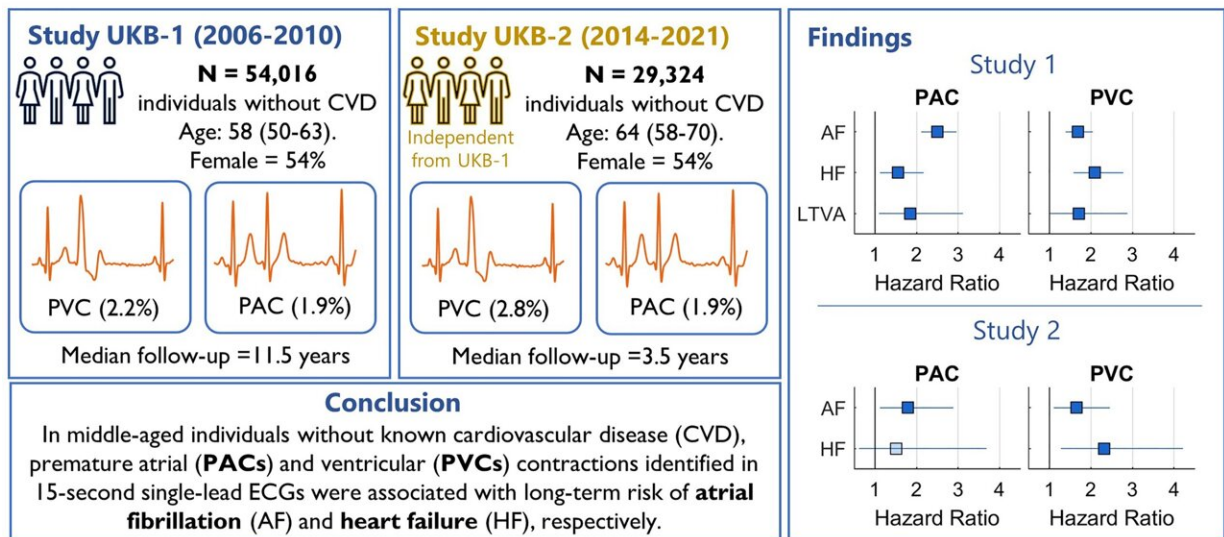 Study UKB-1 (2006-2010)
N = 54,016
individuals without CVD
Age: 58 (50-63).
Female = 54%
PVC (2.2%)
PAC (1.9%)
Median follow-up =11.5 years
Study UKB-2 (2014-2021)
N = 29,324
individuals without CVD
Age: 64 (58-70).
Female = 54%
Independent
from UKB-1
PVC (2.8%)
PAC (1.9%)
Median follow-up =3.5 years
Conclusion
In middle-aged individuals without known cardiovascular disease (CVD),
premature atrial (PACs) and ventricular (PVCs) contractions identified in
15-second single-lead ECGs were associated with long-term risk of atrial
fibrillation (AF) and heart failure (HF), respectively.
Findings
Study 1
PAC PVC
AF
HF
LTVA
1 2 3 4 1 2 3 4
Hazard Ratio Hazard Ratio
Study 2
PAC PVC
AF
HF
1 2 3 4 1 2 3 4
Hazard Ratio Hazard Ratio